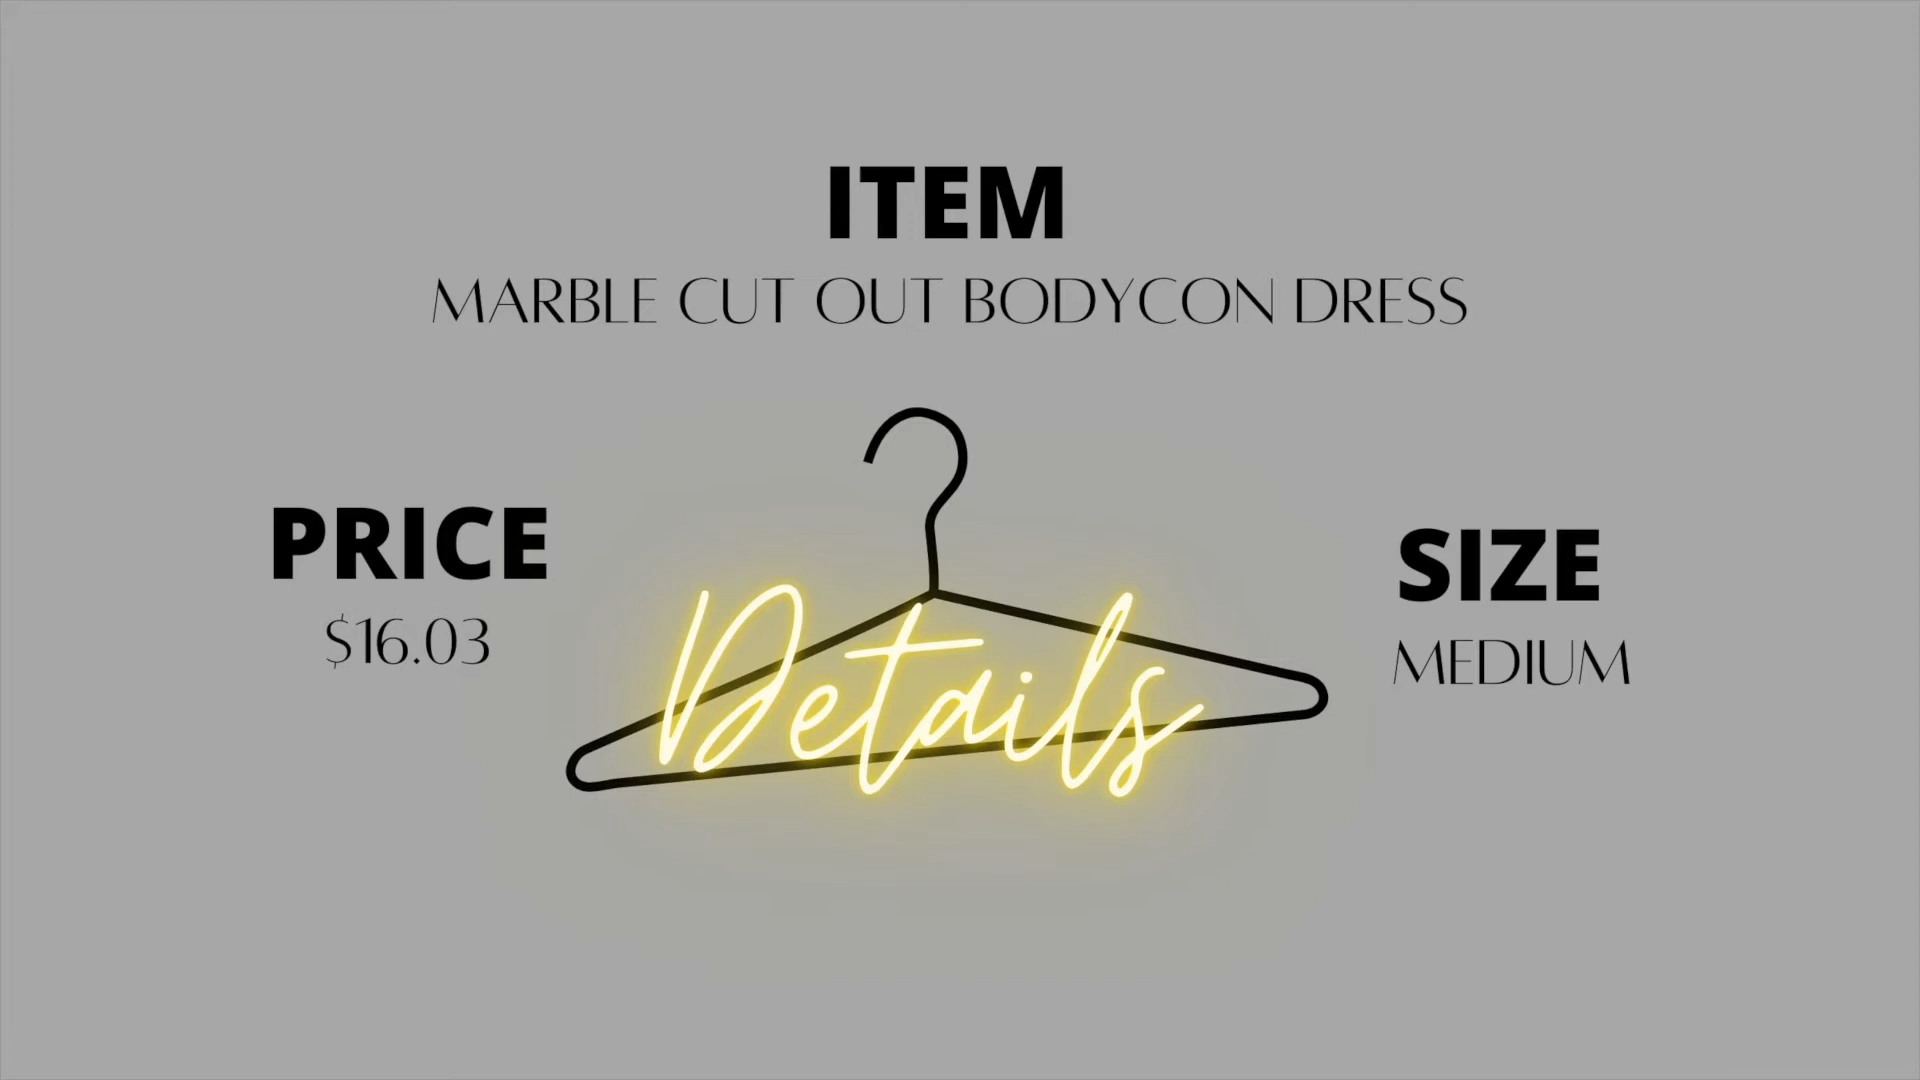 ITEM
MARBLE CUT OUT BODYCON DRESS
PRICE
$16.03
Details
SIZE
MEDIUM